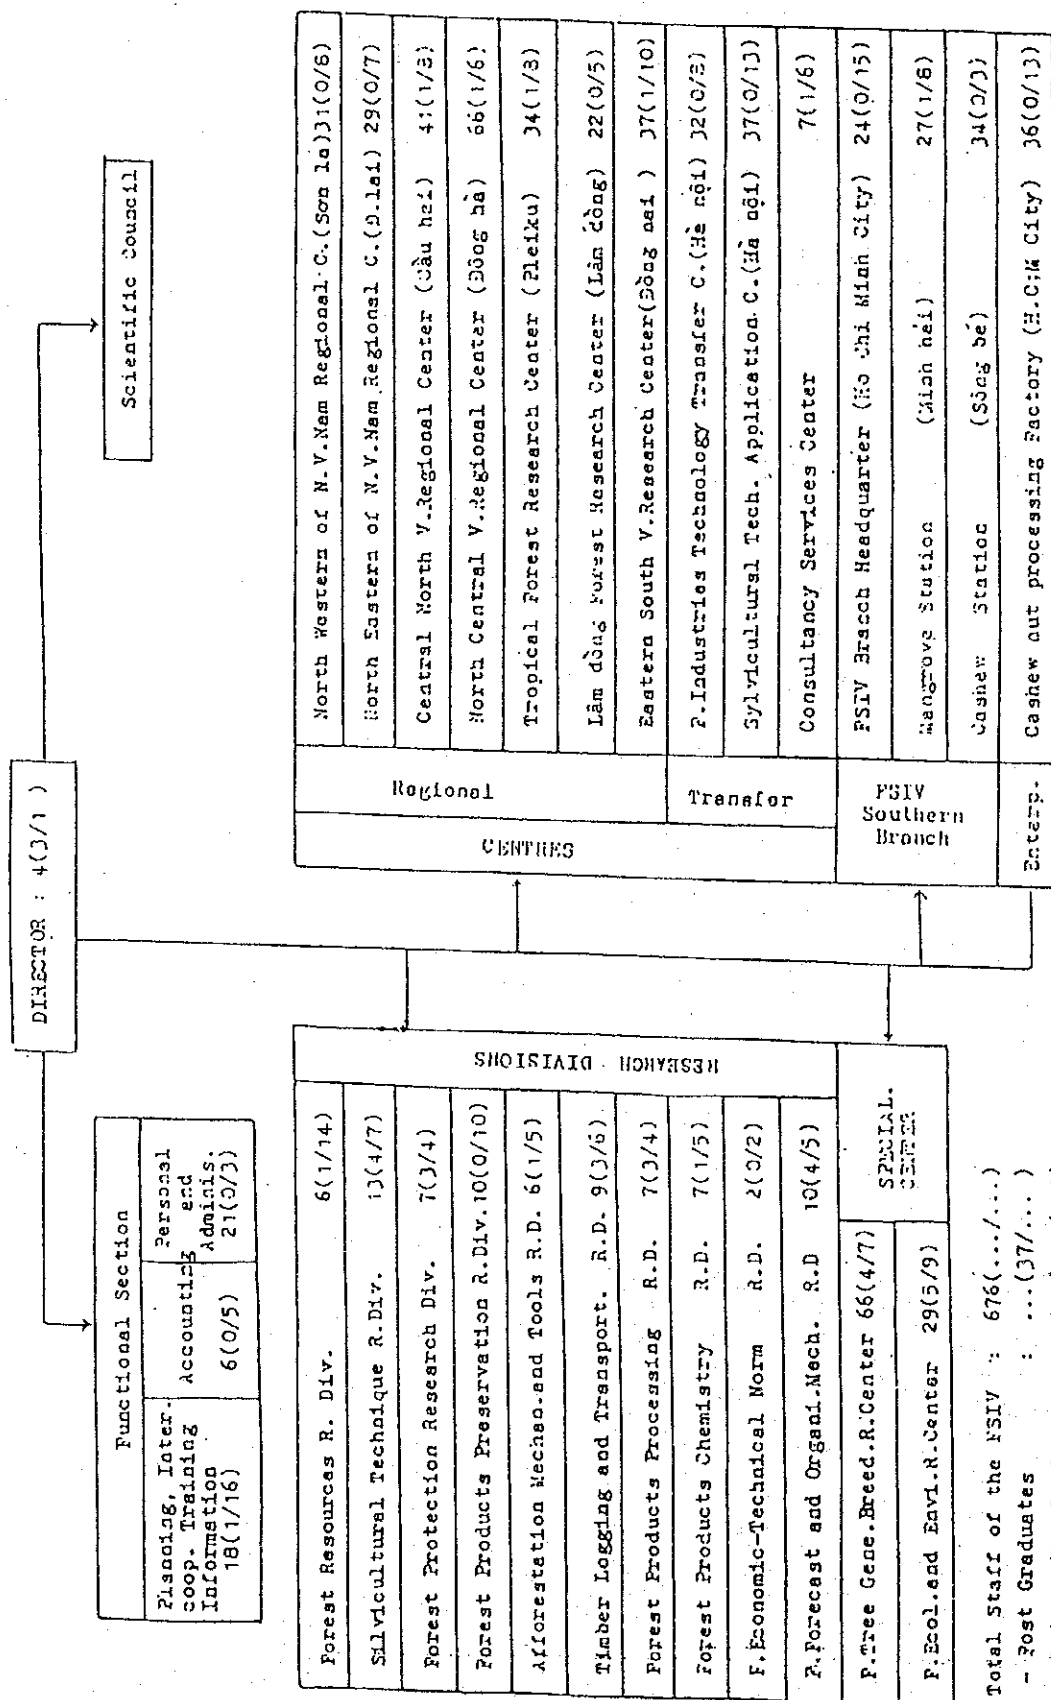 DIRECTOR : 4(3/1 )
Scientific Council
Functional Section
Planning, Inter.
coop. Training
Information
18(1/16)
Accounting
6(0/5)
Personal
and
Adminis.
21(0/3)
Forest Resources R. Div. 6(1/14)
Silvicultural Technique R.Div. 13(4/7)
Forest Protection Research Div. 7(3/4)
Forest Products Preservation R.Div.10(0/10)
Afforestation Mechan.and Tools R.D. 6(1/5)
Timber Logging and Transport. R.D. 9(3/6)
Forest Products Processing R.D. 7(3/4)
Forest Products Chemistry R.D. 7(1/5)
F.Economic-Technical Norm R.D. 2(0/2)
F.Forecast and Organi.Mech. R.D 10(4/5)
RESEARCH DIVISIONS
F.Tree Gene.Breed.R.Center 66(4/7)
F.Ecol.and Envi.R.Center 29(5/9)
SPECIAL.
CENTER
Total Staff of the FSIV : 676(.../...)
- Post Graduates : ...(37/... )
CENTRES
Regional
North Western of N.V.Nam Regional.C.(Sơn la)31(0/6)
North Eastern of N.V.Nam Regional C.(Đ.lai) 29(0/7)
Central North V.Regional Center (Cầu hai) 41(1/8)
North Central V.Regional Center (Đông hà) 66(1/6)
Tropical Forest Research Center (Pleiku) 34(1/8)
Lâm đồng Forest Research Center (Lâm đồng) 22(0/5)
Eastern South V.Research Center(Đồng nai ) 37(1/10)
Transfer
F.Industries Technology Transfer C.(Hà nội) 32(0/8)
Sylvicultural Tech. Application.C.(Hà nội) 37(0/13)
Consultancy Services Center 7(1/6)
FSIV
Southern
Branch
FSIV Branch Headquarter (Ho Chi Minh City) 24(0/15)
Mangrove Station (Minh hải) 27(1/8)
Cashew Station (Sông bé) 34(0/3)
Enterp.
Cashew nut processing Factory (H.C.M City) 36(0/13)